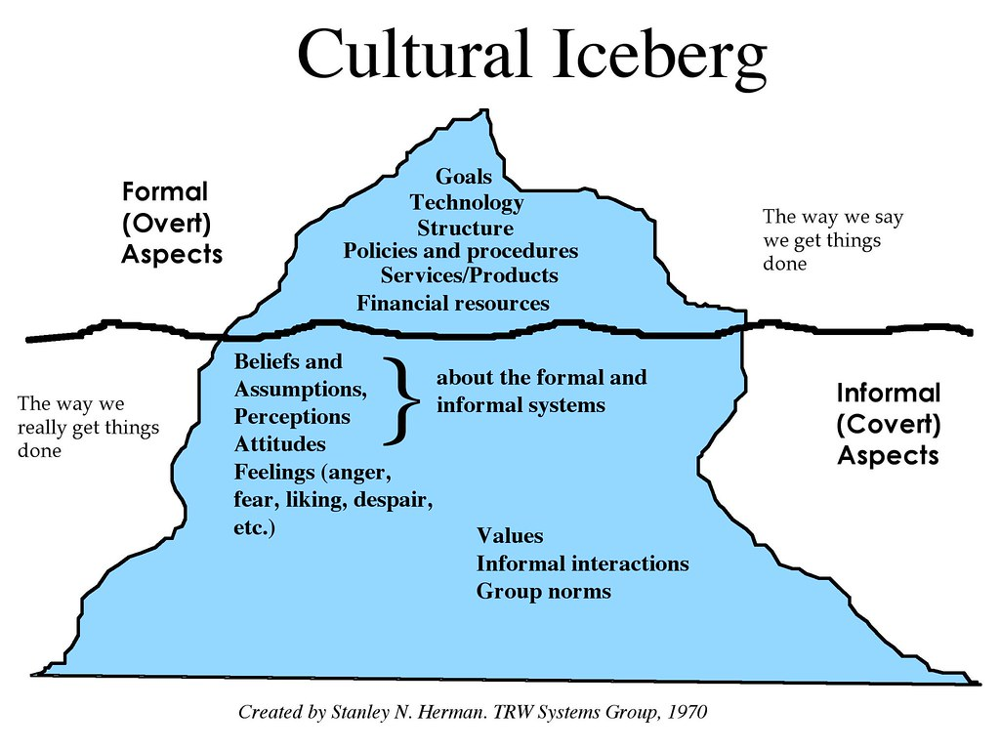 Cultural Iceberg
Formal
(Overt)
Aspects
Goals
Technology
Structure
Policies and procedures
Services/Products
Financial resources
The way we say
we get things
done
The way we
really get things
done
Beliefs and
Assumptions,
Perceptions
Attitudes
Feelings (anger,
fear, liking, despair,
etc.)
}
about the formal and
informal systems
Values
Informal interactions
Group norms
Informal
(Covert)
Aspects
Created by Stanley N. Herman. TRW Systems Group, 1970